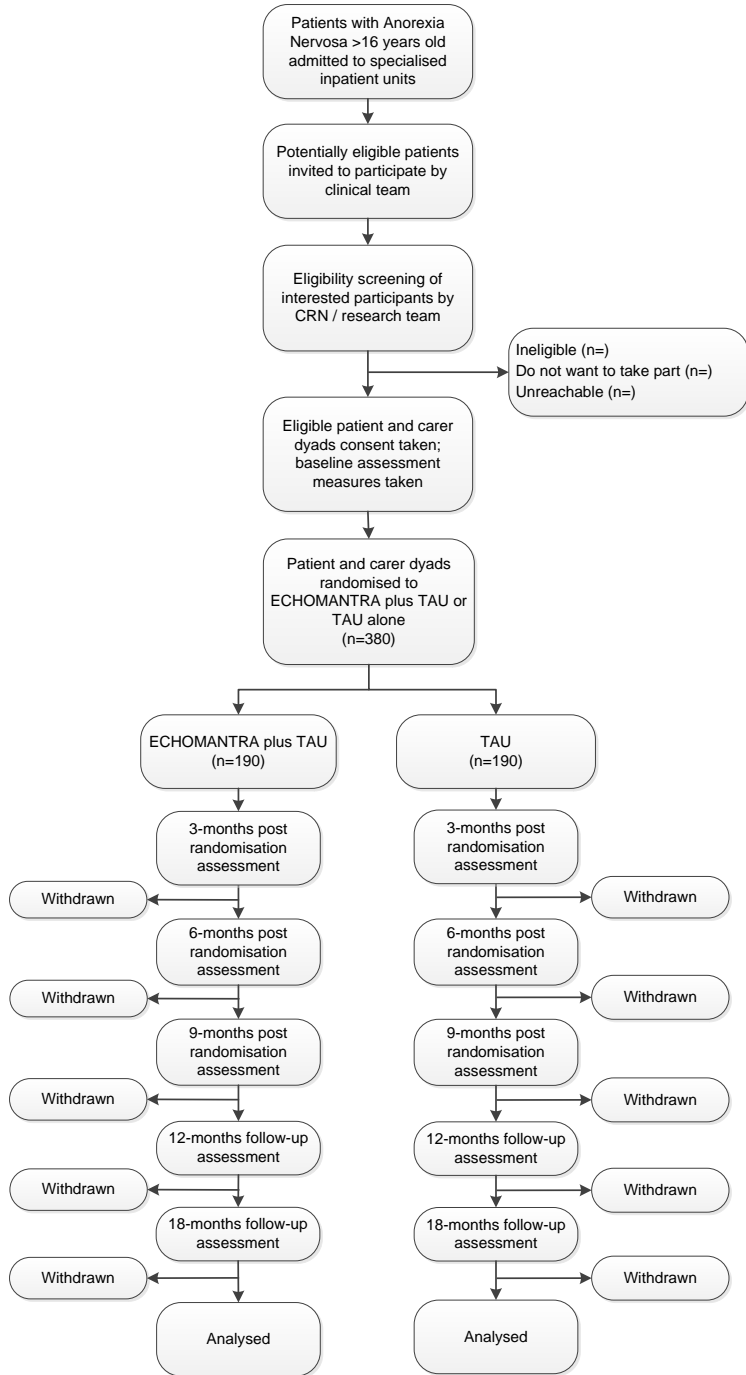 Patients with Anorexia
Nervosa >16 years old
admitted to specialised
inpatient units
Potentially eligible patients
invited to participate by
clinical team
Eligibility screening of
interested participants by
CRN / research team
Ineligible (n=)
Do not want to take part (n=)
Unreachable (n=)
Eligible patient and carer
dyads consent taken;
baseline assessment
measures taken
Patient and carer dyads
randomised to
ECHOMANTRA plus TAU or
TAU alone
(n=380)
ECHOMANTRA plus TAU
(n=190)
TAU
(n=190)
3-months post
randomisation
assessment
3-months post
randomisation
assessment
Withdrawn
Withdrawn
6-months post
randomisation
assessment
6-months post
randomisation
assessment
Withdrawn
Withdrawn
9-months post
randomisation
assessment
9-months post
randomisation
assessment
Withdrawn
Withdrawn
12-months follow-up
assessment
12-months follow-up
assessment
Withdrawn
Withdrawn
18-months follow-up
assessment
18-months follow-up
assessment
Withdrawn
Withdrawn
Analysed
Analysed